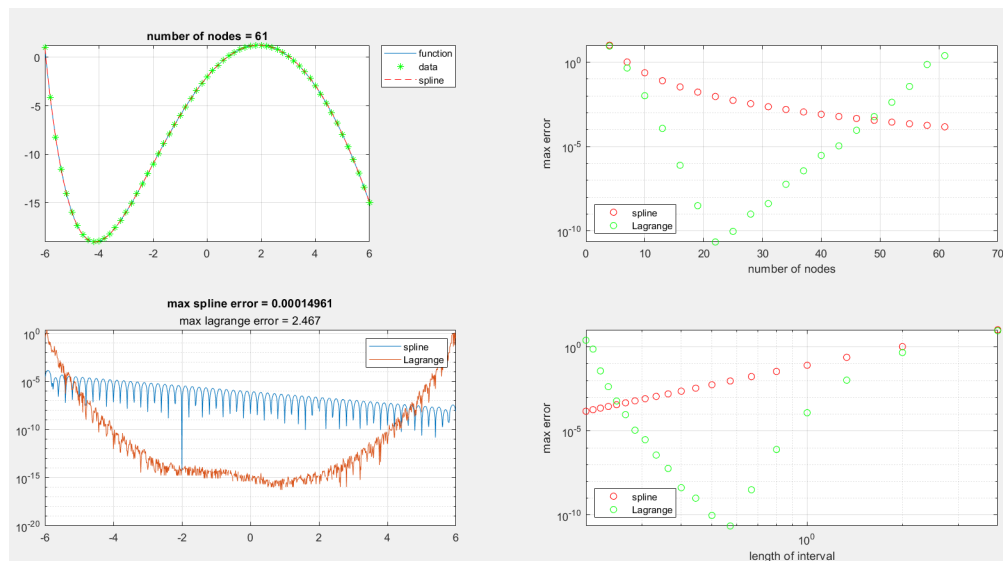 number of nodes = 61
function
data
spline
0
-5
-10
-15
-6 -4 -2 0 2 4 6
max error
10^0
10^-5
10^-10
spline
Lagrange
0 10 20 30 40 50 60 70
number of nodes
max spline error = 0.00014961
max lagrange error = 2.467
spline
Lagrange
10^0
10^-5
10^-10
10^-15
10^-20
-6 -4 -2 0 2 4 6
max error
10^0
10^-5
10^-10
spline
Lagrange
10^0
length of interval